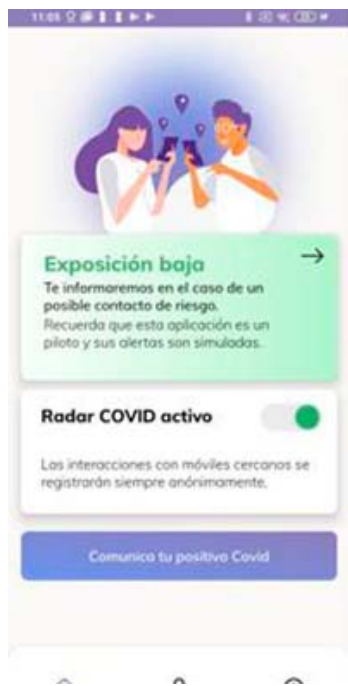 11:05
Exposición baja
Te informaremos en el caso de un
posible contacto de riesgo.
Recuerda que esta aplicación es un
piloto y sus alertas son simuladas.
Radar COVID activo
Las interacciones con móviles cercanos se
registrarán siempre anónimamente.
Comunica tu positivo Covid